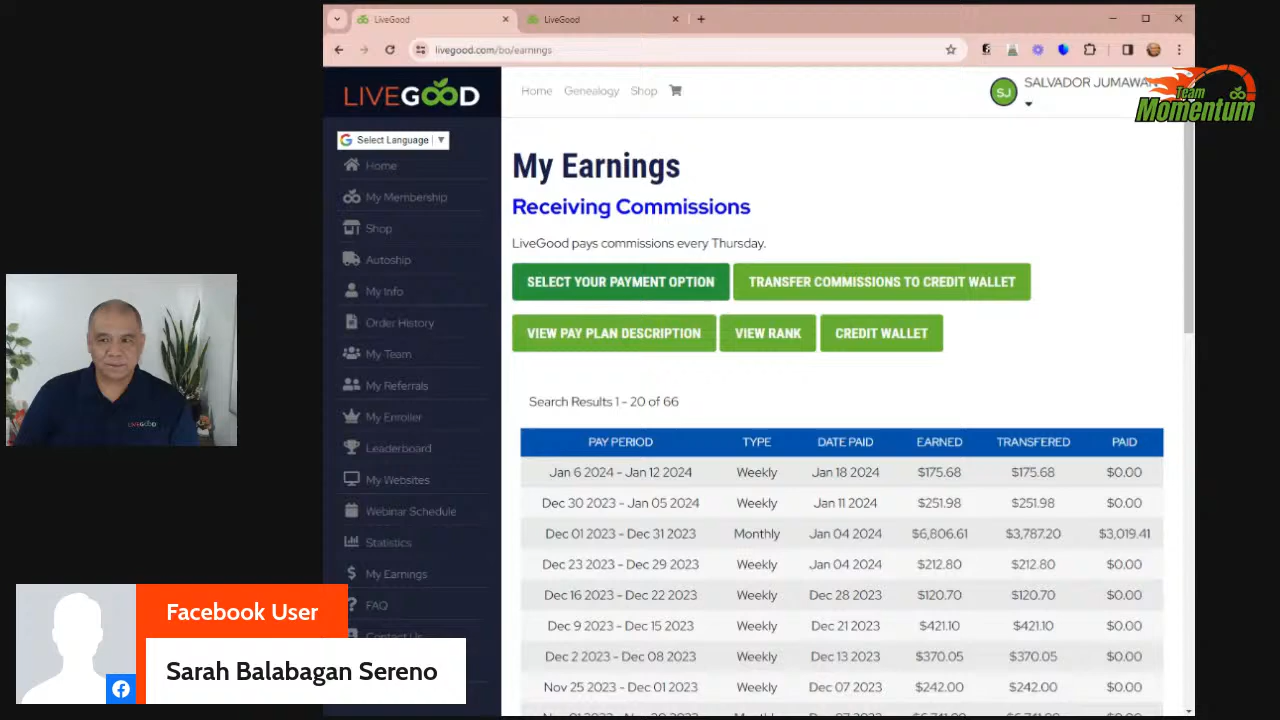 LiveGood
LiveGood
livegood.com/bo/earnings
LIVEGOOD
Home Genealogy Shop
SJ SALVADOR JUMAWAN
Team
Momentum
Select Language
Home
My Membership
Shop
Autoship
My Info
Order History
My Team
My Referrals
My Enroller
Leaderboard
My Websites
Webinar Schedule
Statistics
My Earnings
FAQ
Contact Us
My Earnings
Receiving Commissions
LiveGood pays commissions every Thursday.
SELECT YOUR PAYMENT OPTION TRANSFER COMMISSIONS TO CREDIT WALLET
VIEW PAY PLAN DESCRIPTION VIEW RANK CREDIT WALLET
Search Results 1 - 20 of 66
PAY PERIOD TYPE DATE PAID EARNED TRANSFERED PAID
Jan 6 2024 - Jan 12 2024 Weekly Jan 18 2024 $175.68 $175.68 $0.00
Dec 30 2023 - Jan 05 2024 Weekly Jan 11 2024 $251.98 $251.98 $0.00
Dec 01 2023 - Dec 31 2023 Monthly Jan 04 2024 $6,806.61 $3,787.20 $3,019.41
Dec 23 2023 - Dec 29 2023 Weekly Jan 04 2024 $212.80 $212.80 $0.00
Dec 16 2023 - Dec 22 2023 Weekly Dec 28 2023 $120.70 $120.70 $0.00
Dec 9 2023 - Dec 15 2023 Weekly Dec 21 2023 $421.10 $421.10 $0.00
Dec 2 2023 - Dec 08 2023 Weekly Dec 13 2023 $370.05 $370.05 $0.00
Nov 25 2023 - Dec 01 2023 Weekly Dec 07 2023 $242.00 $242.00 $0.00
LIVEGOOD
Facebook User
Sarah Balabagan Sereno